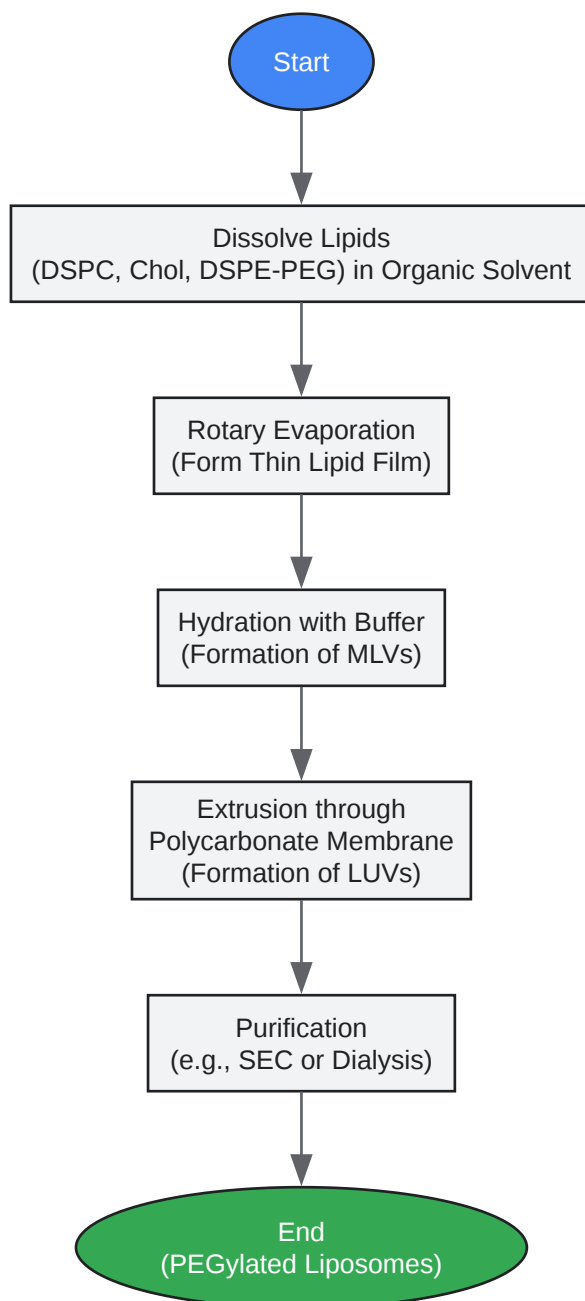 Start
Dissolve Lipids
(DSPC, Chol, DSPE-PEG) in Organic Solvent
Rotary Evaporation
(Form Thin Lipid Film)
Hydration with Buffer
(Formation of MLVs)
Extrusion through
Polycarbonate Membrane
(Formation of LUVs)
Purification
(e.g., SEC or Dialysis)
End
(PEGylated Liposomes)